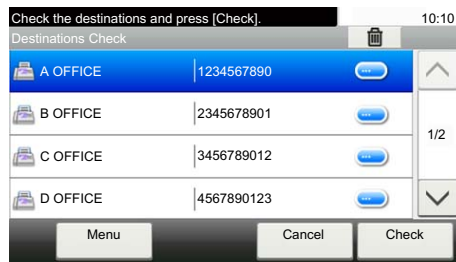 Check the destinations and press [Check]. 10:10
Destinations Check
A OFFICE 1234567890
B OFFICE 2345678901
1/2
C OFFICE 3456789012
D OFFICE 4567890123
Menu Cancel Check